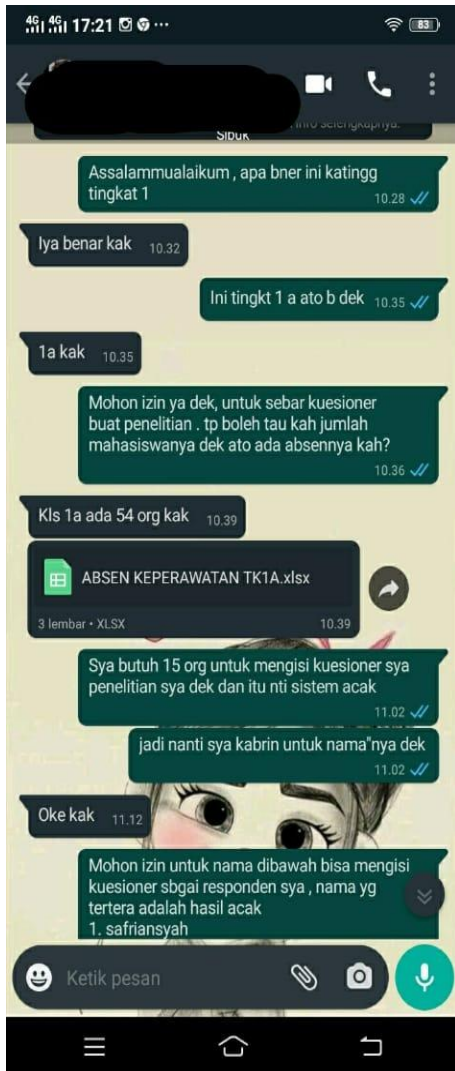 4G 4G 17:21 83
info selengkapnya.
Sibuk
Assalammualaikum , apa bner ini katingg
tingkat 1
10.28
Iya benar kak 10.32
Ini tingkt 1 a ato b dek 10.35
1a kak 10.35
Mohon izin ya dek, untuk sebar kuesioner
buat penelitian . tp boleh tau kah jumlah
mahasiswanya dek ato ada absennya kah?
10.36
Kls 1a ada 54 org kak 10.39
ABSEN KEPERAWATAN TK1A.xlsx
3 lembar • XLSX 10.39
Sya butuh 15 org untuk mengisi kuesioner sya
penelitian sya dek dan itu nti sistem acak
11.02
jadi nanti sya kabrin untuk nama"nya dek
11.02
Oke kak 11.12
Mohon izin untuk nama dibawah bisa mengisi
kuesioner sbgai responden sya , nama yg
tertera adalah hasil acak
1. safriansyah
Ketik pesan